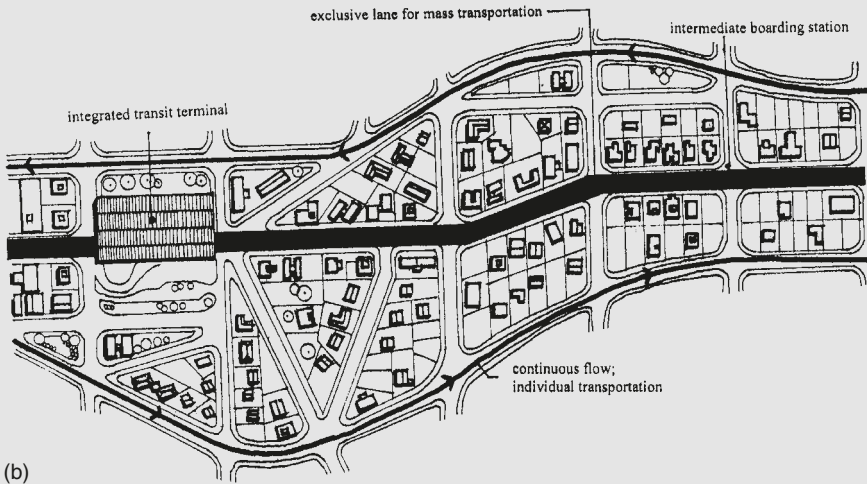 exclusive lane for mass transportation
intermediate boarding station
integrated transit terminal
continuous flow;
individual transportation
(b)